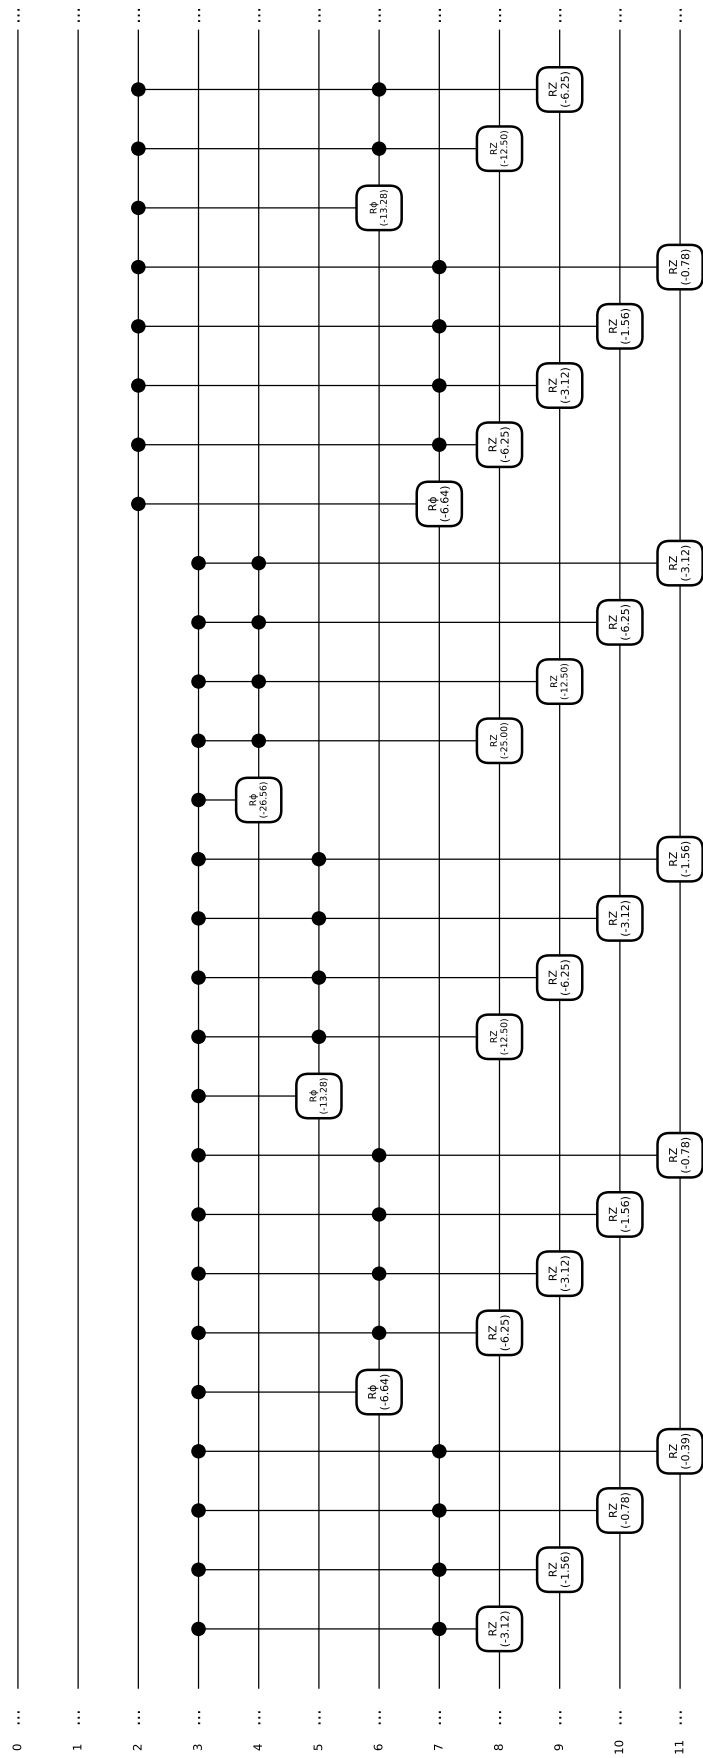 0 ... ...
1 ... ...
2 ... ...
3 ... ...
4 ...
Rϕ
(-26.56)
...
5 ...
Rϕ
(-13.28)
...
6 ...
Rϕ
(-6.64)
Rϕ
(-13.28)
...
7 ...
Rϕ
(-6.64)
...
8 ...
RZ
(-3.12)
RZ
(-6.25)
RZ
(-12.50)
RZ
(-25.00)
RZ
(-6.25)
RZ
(-12.50)
...
9 ...
RZ
(-1.56)
RZ
(-3.12)
RZ
(-6.25)
RZ
(-12.50)
RZ
(-3.12)
RZ
(-6.25)
...
10 ...
RZ
(-0.78)
RZ
(-1.56)
RZ
(-3.12)
RZ
(-6.25)
RZ
(-1.56)
...
11 ...
RZ
(-0.39)
RZ
(-0.78)
RZ
(-1.56)
RZ
(-3.12)
RZ
(-0.78)
...